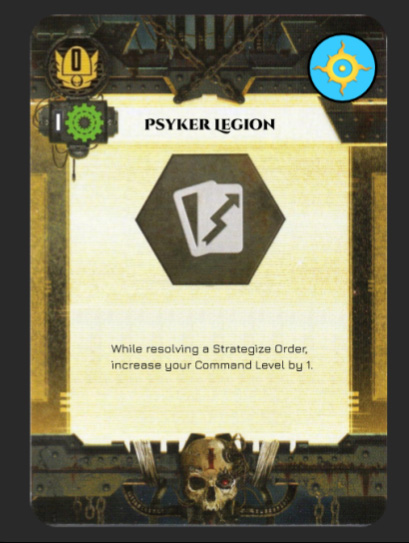 0
I
PSYKER LEGION
While resolving a Strategize Order,
increase your Command Level by 1.
I